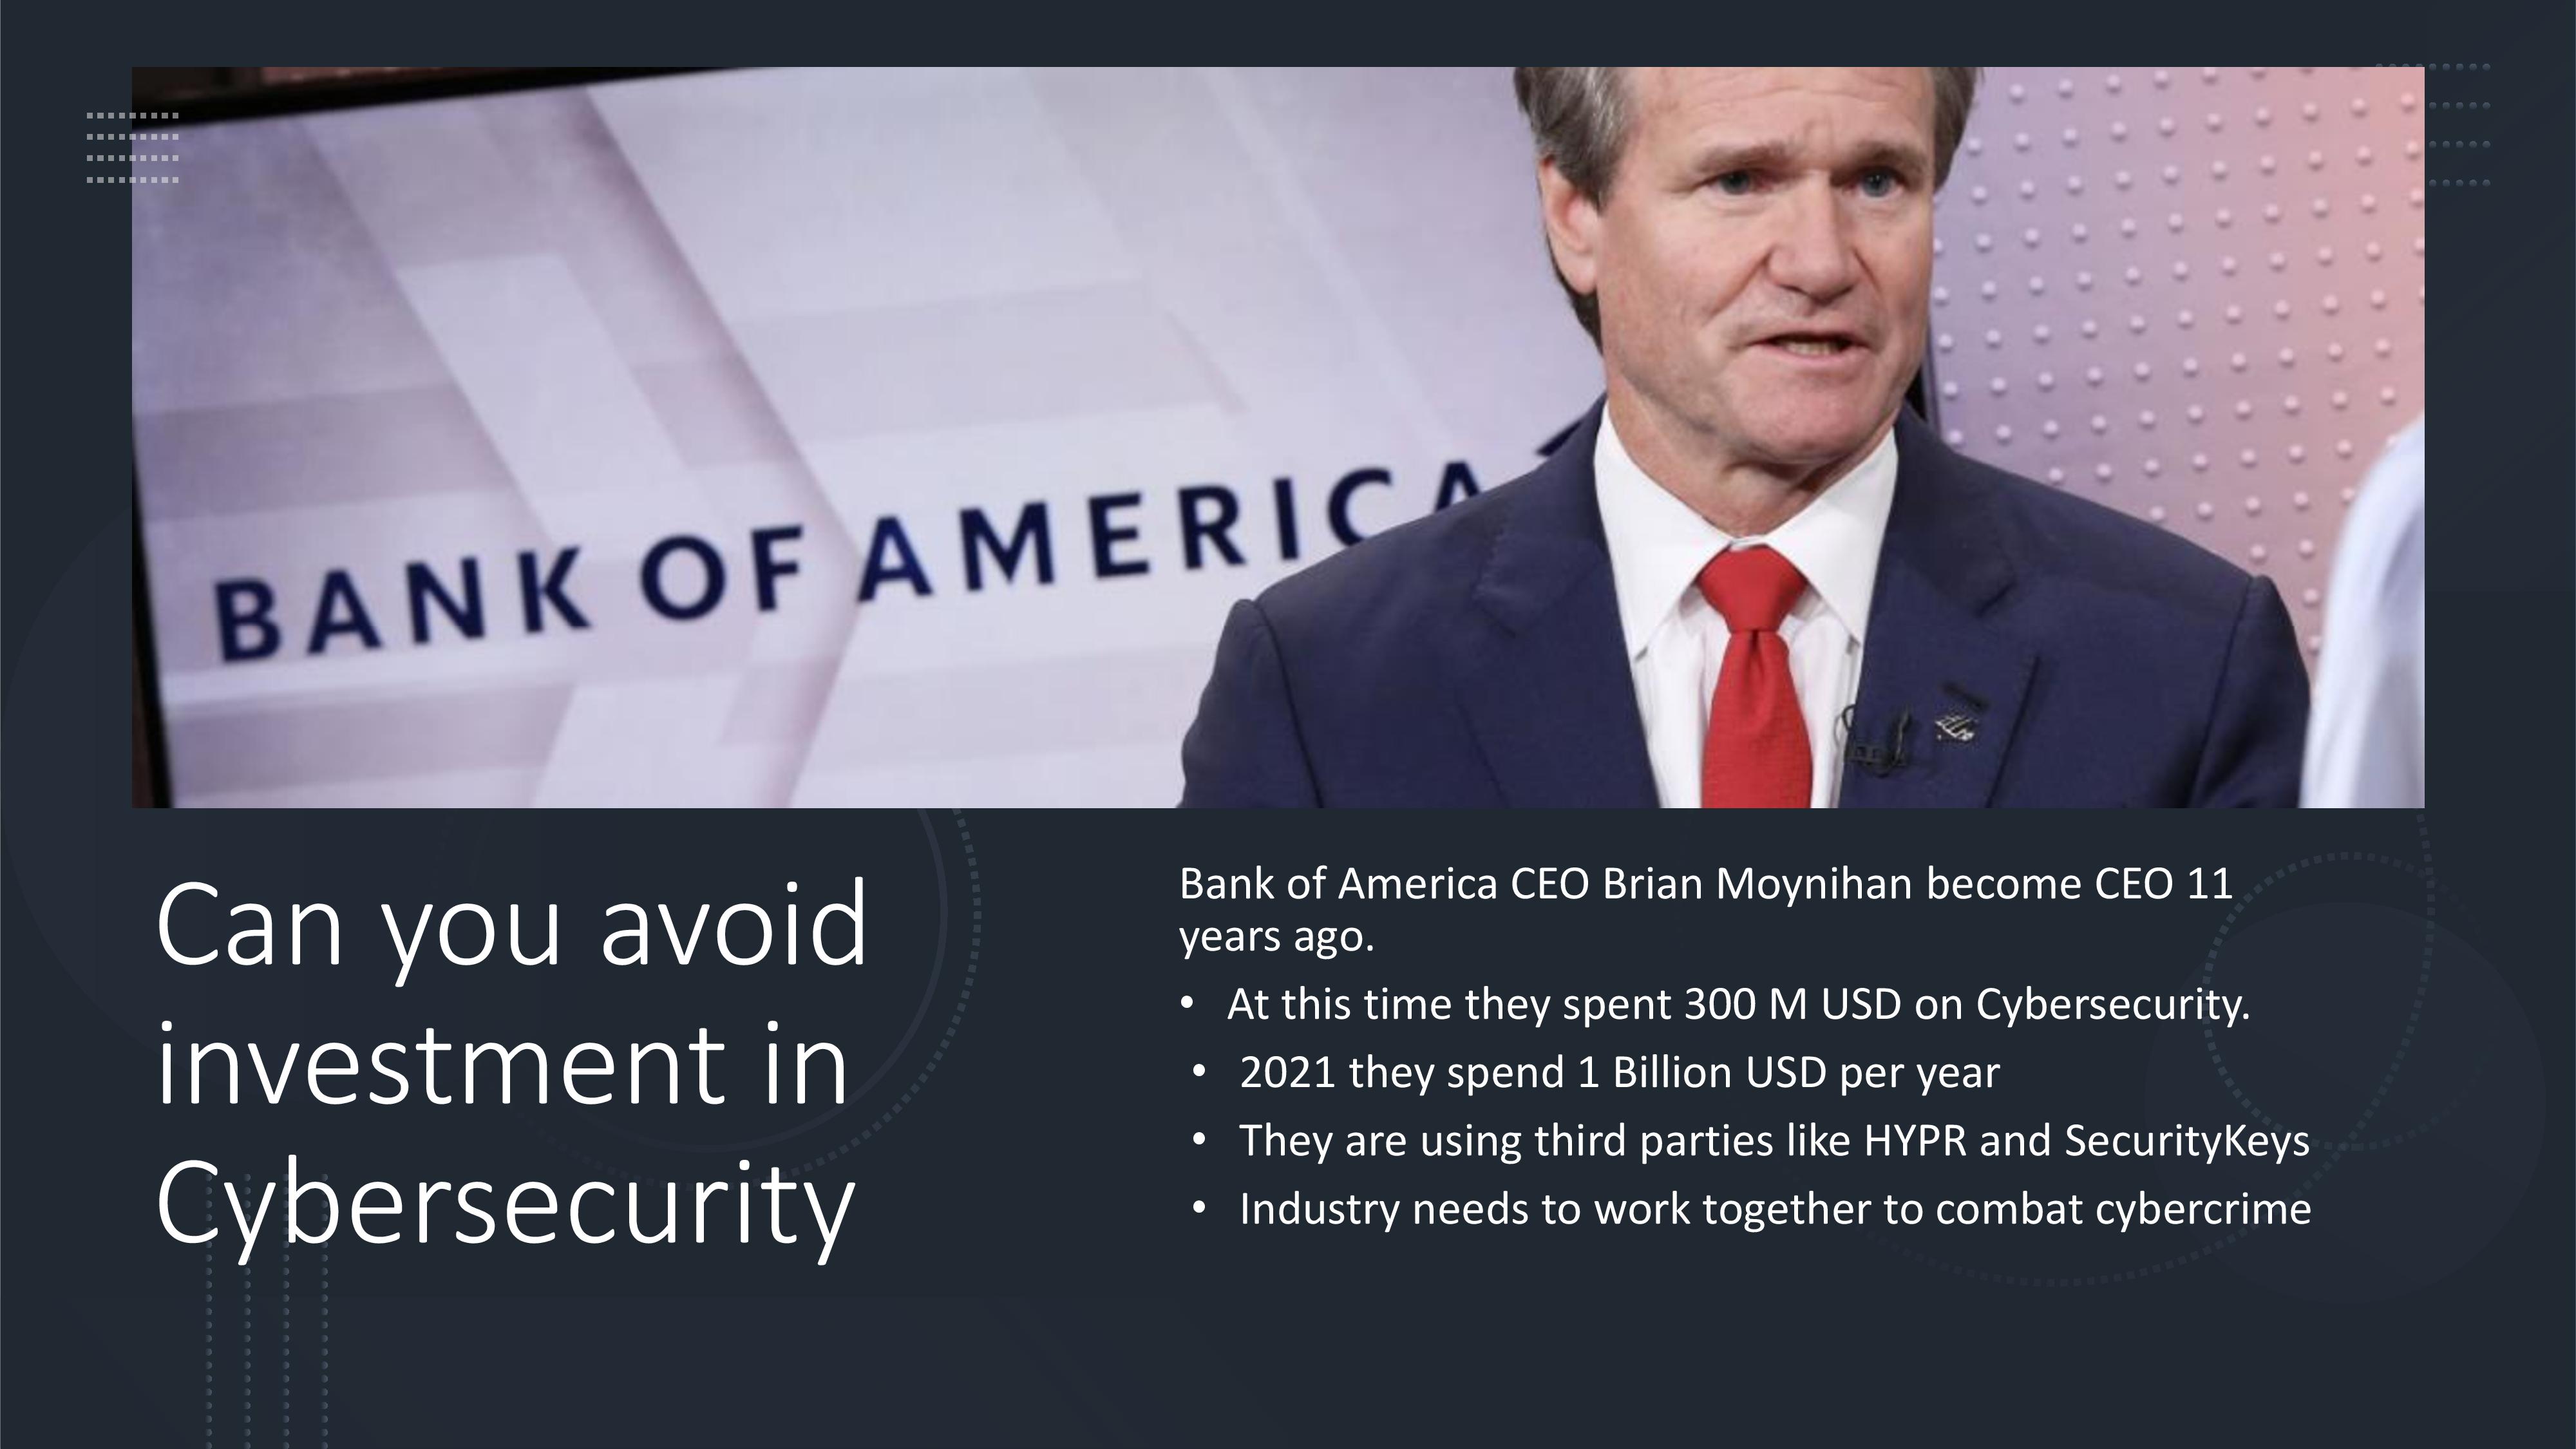 BANK OF AMERICA
Can you avoid
investment in
Cybersecurity
Bank of America CEO Brian Moynihan become CEO 11
years ago.
• At this time they spent 300 M USD on Cybersecurity.
• 2021 they spend 1 Billion USD per year
• They are using third parties like HYPR and SecurityKeys
• Industry needs to work together to combat cybercrime